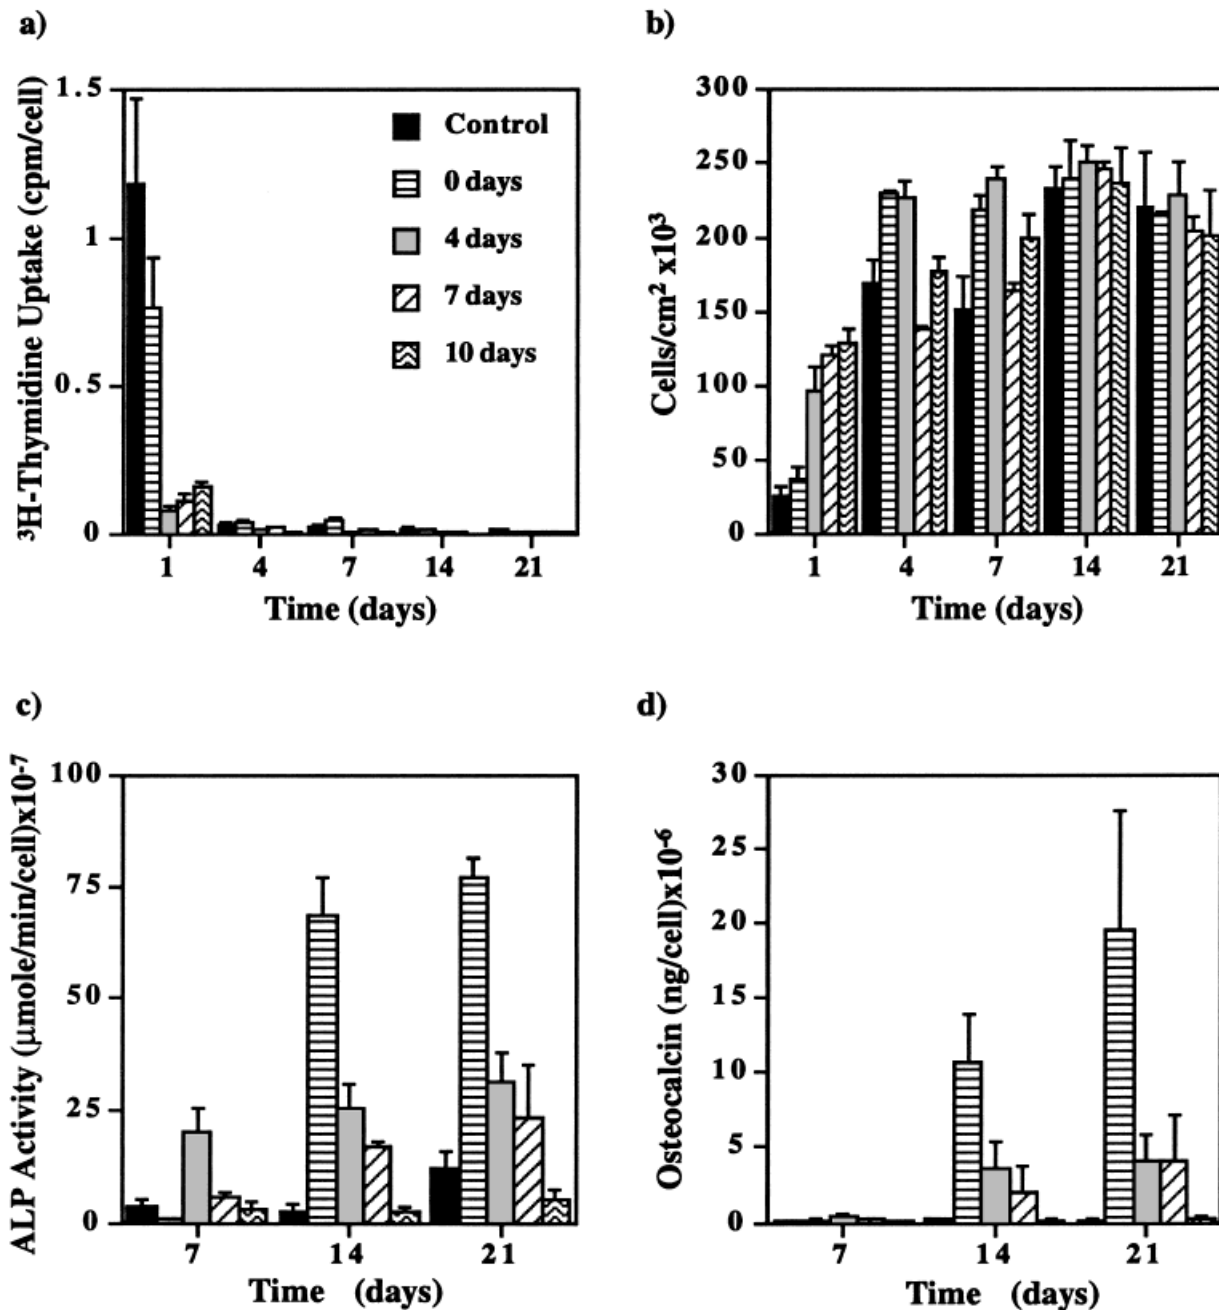 a)
³H-Thymidine Uptake (cpm/cell)
1.5
1
0.5
0
Control
0 days
4 days
7 days
10 days
1 4 7 14 21
Time (days)
b)
Cells/cm² x10³
300
250
200
150
100
50
0
1 4 7 14 21
Time (days)
c)
ALP Activity (µmole/min/cell)x10⁻⁷
100
75
50
25
0
7 14 21
Time (days)
d)
Osteocalcin (ng/cell)x10⁻⁶
30
25
20
15
10
5
0
7 14 21
Time (days)